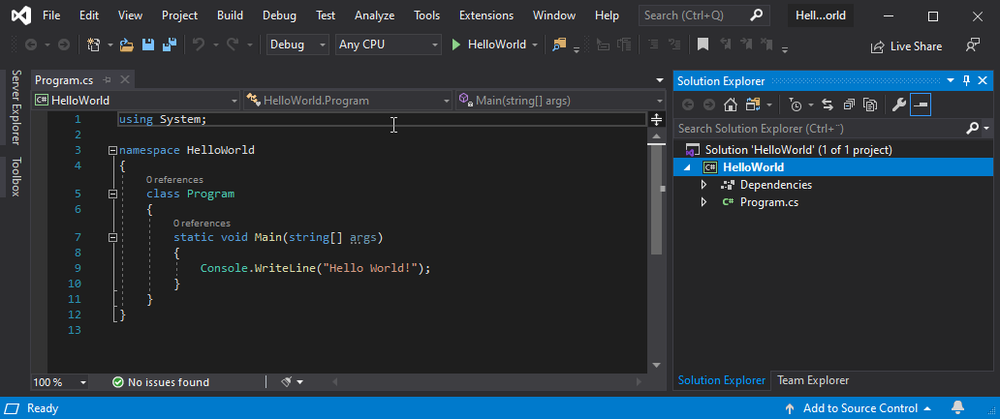 File Edit View Project Build Debug Test Analyze Tools Extensions Window Help Search (Ctrl+Q) Hell...orld
Debug Any CPU HelloWorld Live Share
Server Explorer
Toolbox
Program.cs
HelloWorld HelloWorld.Program Main(string[] args)
1 using System;
2
3 namespace HelloWorld
4 {
0 references
5 class Program
6 {
0 references
7 static void Main(string[] args)
8 {
9 Console.WriteLine("Hello World!");
10 }
11 }
12 }
13
100 % No issues found
Solution Explorer
Search Solution Explorer (Ctrl+¨)
Solution 'HelloWorld' (1 of 1 project)
C# HelloWorld
Dependencies
C# Program.cs
Solution Explorer Team Explorer
Ready Add to Source Control